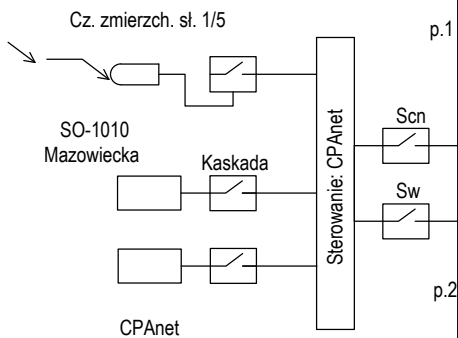 Cz. zmierzch. sł. 1/5
p.1
SO-1010
Mazowiecka
Kaskada
Scn
Sterowanie: CPAnet
Sw
p.2
CPAnet